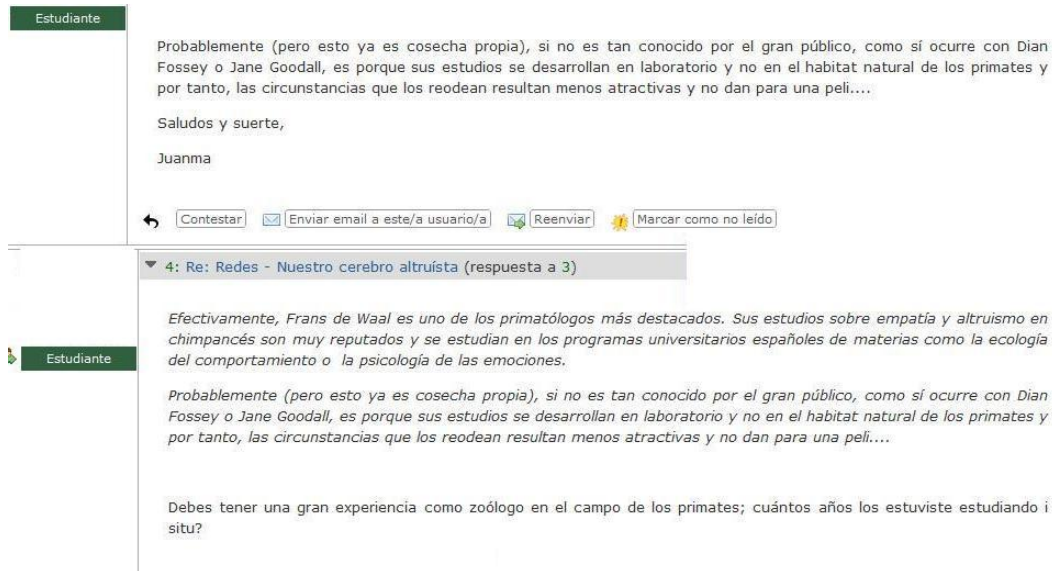 Estudiante
Probablemente (pero esto ya es cosecha propia), si no es tan conocido por el gran público, como sí ocurre con Dian
Fossey o Jane Goodall, es porque sus estudios se desarrollan en laboratorio y no en el habitat natural de los primates y
por tanto, las circunstancias que los reodean resultan menos atractivas y no dan para una peli....
Saludos y suerte,
Juanma
Contestar Enviar email a este/a usuario/a Reenviar Marcar como no leído
4: Re: Redes - Nuestro cerebro altruísta (respuesta a 3)
Efectivamente, Frans de Waal es uno de los primatólogos más destacados. Sus estudios sobre empatía y altruismo en
chimpancés son muy reputados y se estudian en los programas universitarios españoles de materias como la ecología
del comportamiento o la psicología de las emociones.
Estudiante
Probablemente (pero esto ya es cosecha propia), si no es tan conocido por el gran público, como sí ocurre con Dian
Fossey o Jane Goodall, es porque sus estudios se desarrollan en laboratorio y no en el habitat natural de los primates y
por tanto, las circunstancias que los reodean resultan menos atractivas y no dan para una peli....
Debes tener una gran experiencia como zoólogo en el campo de los primates; cuántos años los estuviste estudiando i
situ?